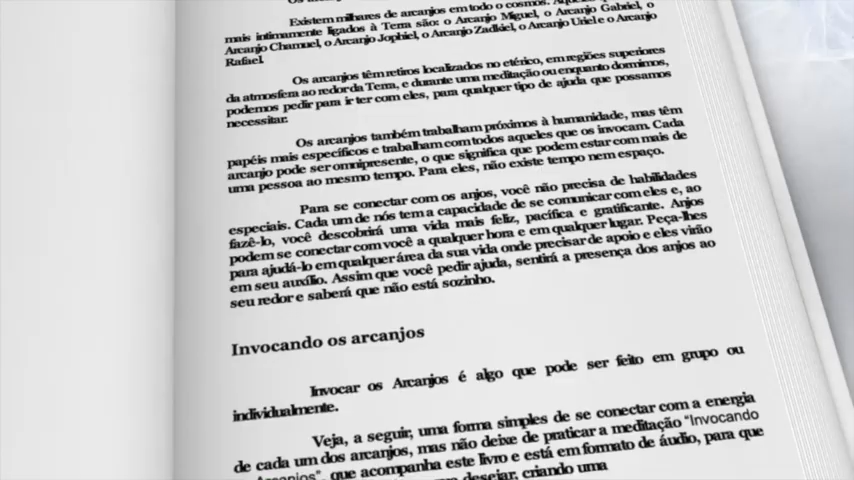 Existem milhares de arcanjos em todo o cosmos.
mais intimamente ligados à Terra são: o Arcanjo Miguel, o Arcanjo Gabriel, o
Arcanjo Chamuel, o Arcanjo Jophiel, o Arcanjo Zadkiel, o Arcanjo Uriel e o Arcanjo
Rafael.
Os arcanjos têm retiros localizados no etérico, em regiões superiores
da atmosfera ao redor da Terra, e durante uma meditação ou enquanto dormimos,
podemos pedir para ir ter com eles, para qualquer tipo de ajuda que possamos
necessitar.
Os arcanjos também trabalham próximos à humanidade, mas têm
papéis mais específicos e trabalham com todos aqueles que os invocam. Cada
arcanjo pode ser omnipresente, o que significa que podem estar com mais de
uma pessoa ao mesmo tempo. Para eles, não existe tempo nem espaço.
Para se conectar com os anjos, você não precisa de habilidades
especiais. Cada um de nós tem a capacidade de se comunicar com eles e, ao
fazê-lo, você descobrirá uma vida mais feliz, pacífica e gratificante. Anjos
podem se conectar com você a qualquer hora e em qualquer lugar. Peça-lhes
para ajudá-lo em qualquer área da sua vida onde precisar de apoio e eles virão
em seu auxílio. Assim que você pedir ajuda, sentirá a presença dos anjos ao
seu redor e saberá que não está sozinho.
Invocando os arcanjos
Invocar os Arcanjos é algo que pode ser feito em grupo ou
individualmente.
Veja, a seguir, uma forma simples de se conectar com a energia
de cada um dos arcanjos, mas não deixe de praticar a meditação "Invocando
Arcanjos", que acompanha este livro e está em formato de áudio, para que
desejar, criando uma